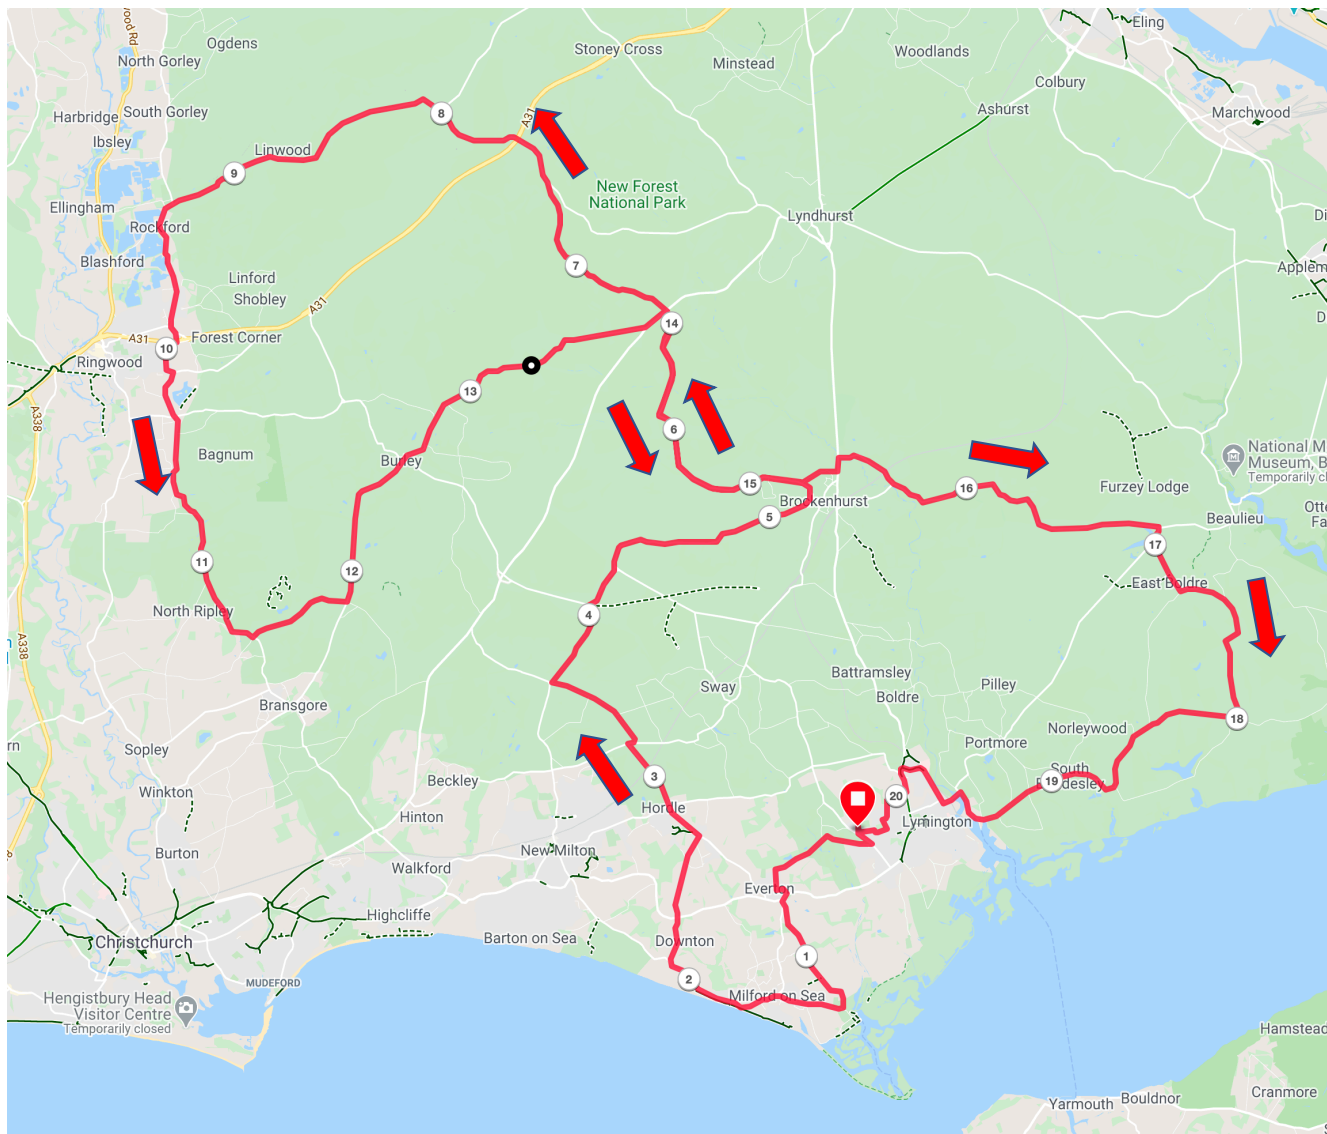 Ogdens
North Gorley
Stoney Cross
Minstead
Woodlands
Eling
Colbury
Ashurst
Marchwood
South Gorley
Harbridge
Ibsley
8
A31
Linwood
9
New Forest
National Park
Ellingham
Rockford
Lyndhurst
Blashford
7
Linford
Shobley
A31
14
A31
Forest Corner
10
Ringwood
13
A338
6
Bagnum
Burley
National M
Museum, B
Temporarily cl
15
16
Furzey Lodge
Brockenhurst
5
Beaulieu
17
11
12
East Boldre
North Ripley
4
A338
Battramsley
Sway
Boldre
Pilley
Bransgore
18
Norleywood
Portmore
Sopley
3
South
19
Beckley
Winkton
20
Hordle
Hinton
Lymington
Burton
New Milton
Walkford
Everton
Highcliffe
Barton on Sea
Downton
Christchurch
1
2
MUDEFORD
Milford on Sea
Hengistbury Head
Visitor Centre
Temporarily closed
Hamstead
Cranmore
Yarmouth
Bouldnor